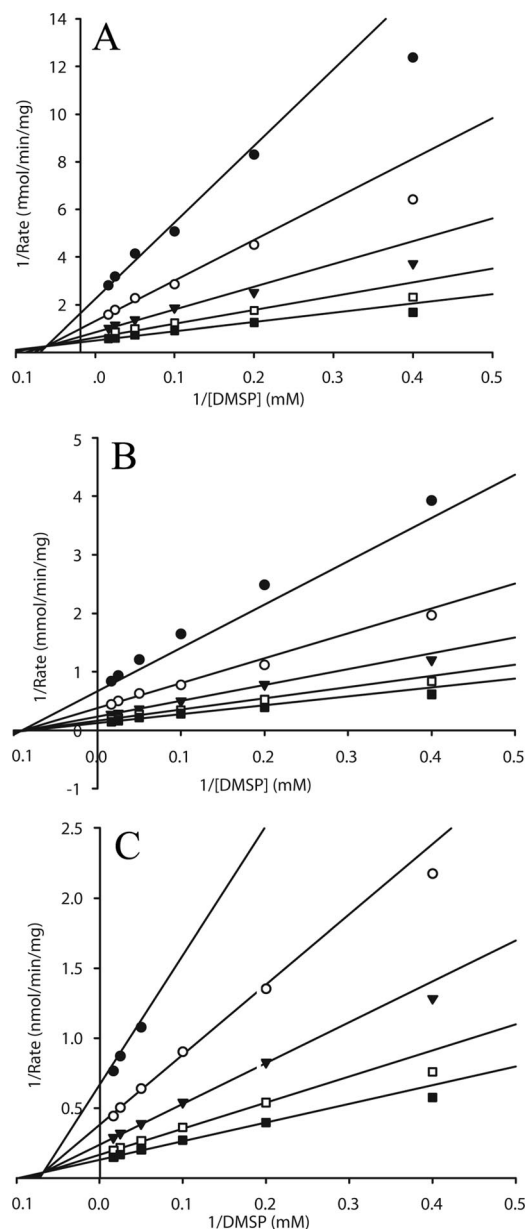 A
14
12
10
8
6
4
2
1/Rate (mmol/min/mg)
0.1 .0 0.1 0.2 0.3 0.4 0.5
1/[DMSP] (mM)
B
5
4
3
2
1
0
-1
1/Rate (mmol/min/mg)
0.1 0.0 0.1 0.2 0.3 0.4 0.5
1/[DMSP] (mM)
C
2.5
2.0
1.5
1.0
0.5
1/Rate (nmol/min/mg)
0.1 0.0 0.1 0.2 0.3 0.4 0.5
1/DMSP] (mM)